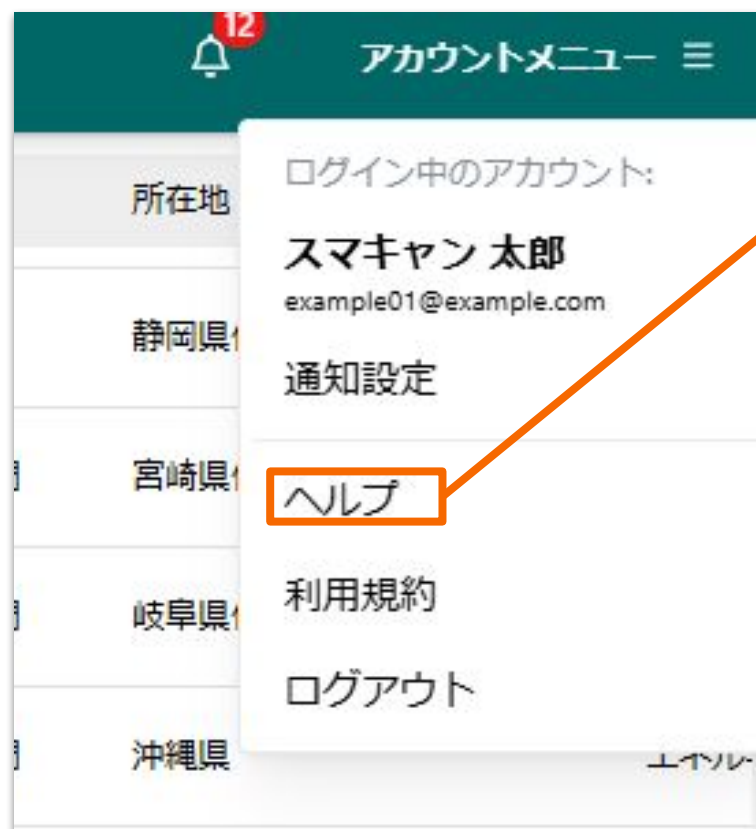 12
アカウントメニュー
ログイン中のアカウント:
所在地
スマキャン 太郎
example01@example.com
静岡県
通知設定
宮崎県
ヘルプ
利用規約
岐阜県
ログアウト
沖縄県
エネル